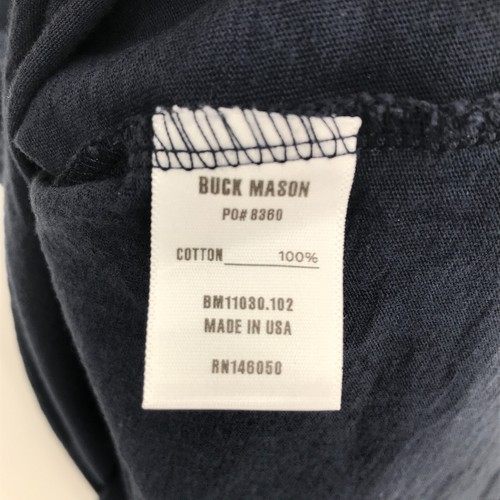 BUCK MASON
PO# 8360
COTTON 100%
BM11030.102
MADE IN USA
RN146050